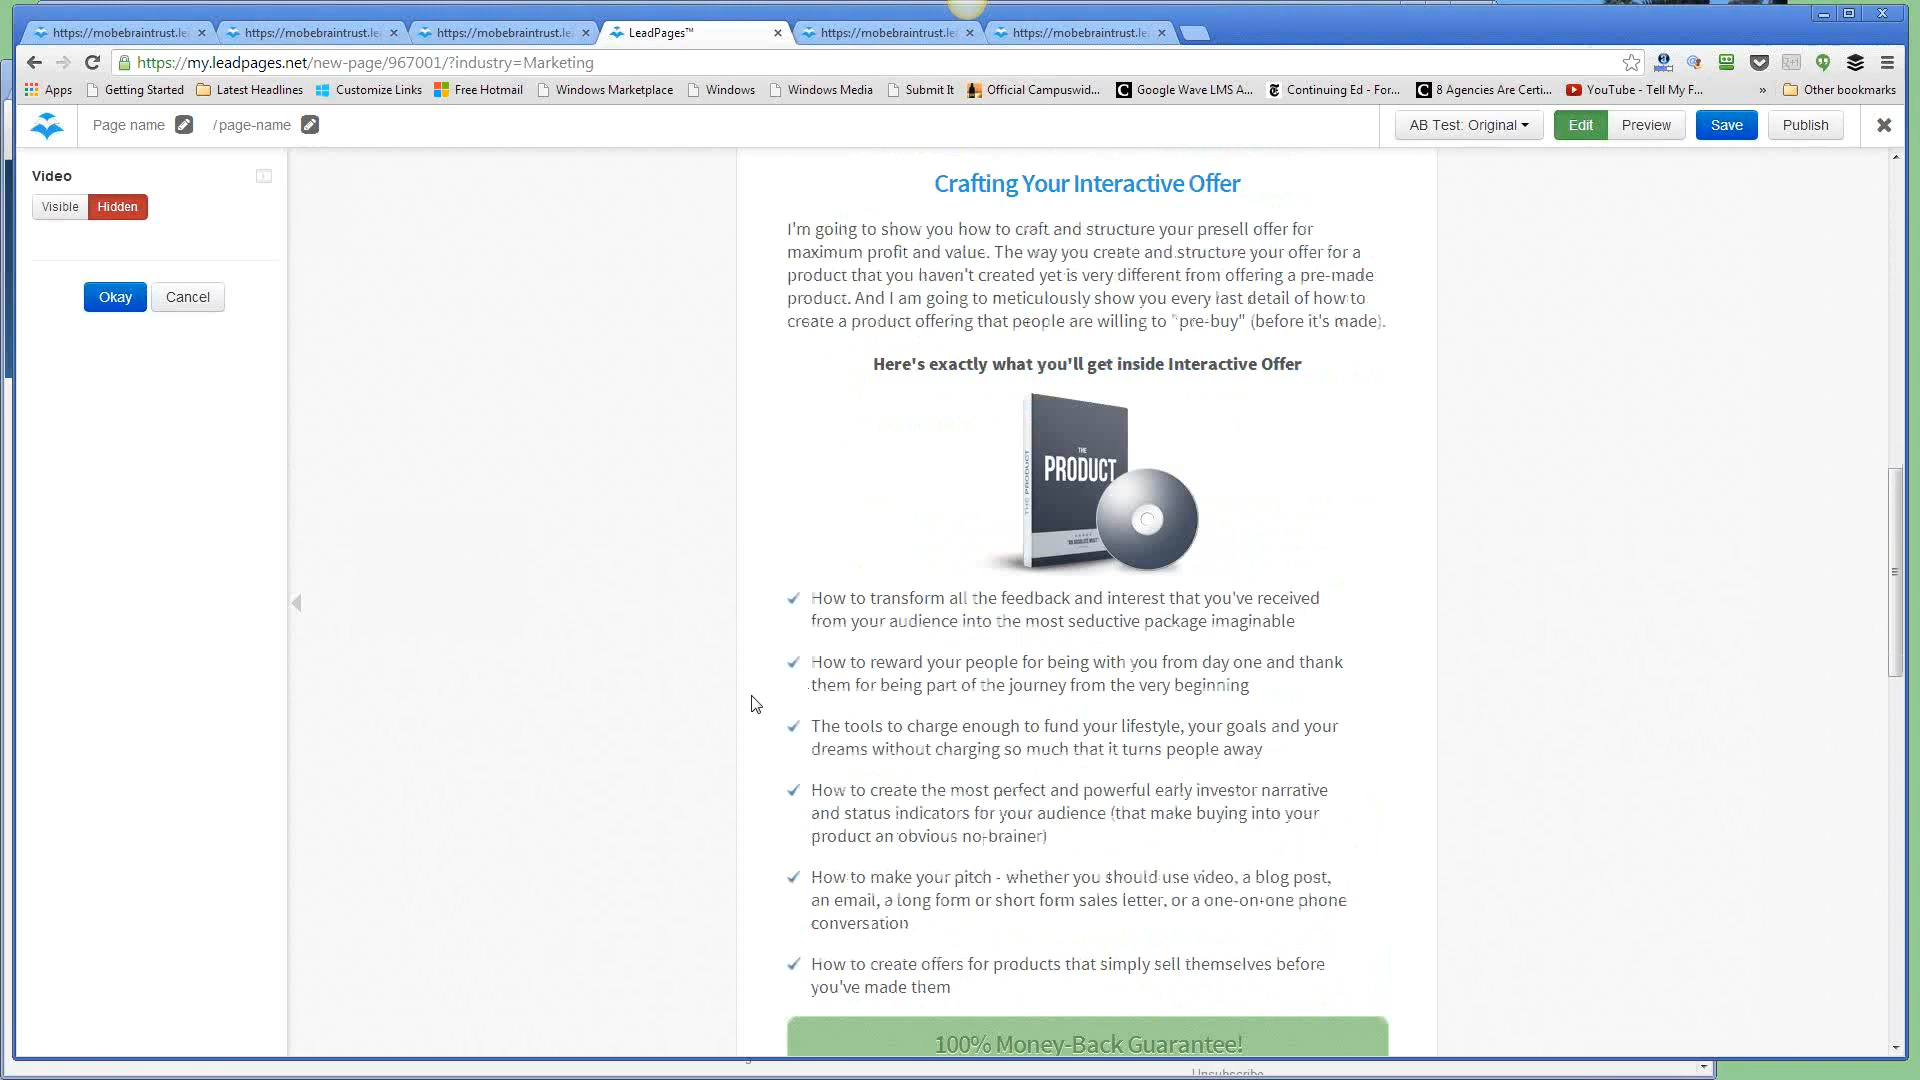 https://mobebraintrust.le
https://mobebraintrust.le
https://mobebraintrust.le
LeadPages™
https://mobebraintrust.le
https://mobebraintrust.le
https://my.leadpages.net/new-page/967001/?industry=Marketing
Apps
Getting Started
Latest Headlines
Customize Links
Free Hotmail
Windows Marketplace
Windows
Windows Media
Submit It
Official Campuswid...
Google Wave LMS A...
Continuing Ed - For...
8 Agencies Are Certi...
YouTube - Tell My F...
»
Other bookmarks
Page name
/page-name
AB Test: Original
Edit
Preview
Save
Publish
Video
Visible
Hidden
Okay
Cancel
Crafting Your Interactive Offer
I'm going to show you how to craft and structure your presell offer for
maximum profit and value. The way you create and structure your offer for a
product that you haven't created yet is very different from offering a pre-made
product. And I am going to meticulously show you every last detail of how to
create a product offering that people are willing to "pre-buy" (before it's made).
Here's exactly what you'll get inside Interactive Offer
THE
PRODUCT
THE PRODUCT
How to transform all the feedback and interest that you've received
from your audience into the most seductive package imaginable
How to reward your people for being with you from day one and thank
them for being part of the journey from the very beginning
The tools to charge enough to fund your lifestyle, your goals and your
dreams without charging so much that it turns people away
How to create the most perfect and powerful early investor narrative
and status indicators for your audience (that make buying into your
product an obvious no-brainer)
How to make your pitch - whether you should use video, a blog post,
an email, a long form or short form sales letter, or a one-on-one phone
conversation
How to create offers for products that simply sell themselves before
you've made them
100% Money-Back Guarantee!
Unsubscribe